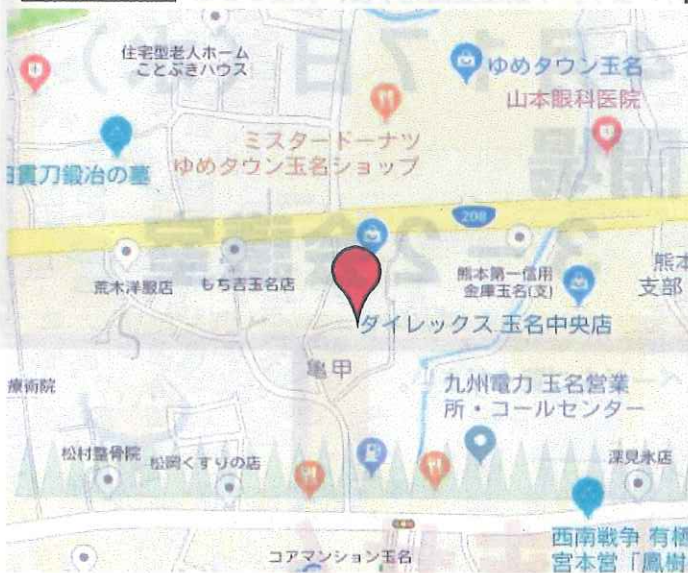 住宅型老人ホーム
ことぶきハウス
ゆめタウン玉名
山本眼科医院
ミスタードーナツ
ゆめタウン玉名ショップ
貫刀鍛冶の墓
208
荒木洋服店
もち吉玉名店
熊本第一信用
金庫玉名(支)
熊本
支部
ダイレックス 玉名中央店
亀甲
療術院
九州電力 玉名営業
所・コールセンター
松村整骨院
松岡くすりの店
深見氷店
西南戦争 有栖
宮本営「鳳樹
コアマンション玉名